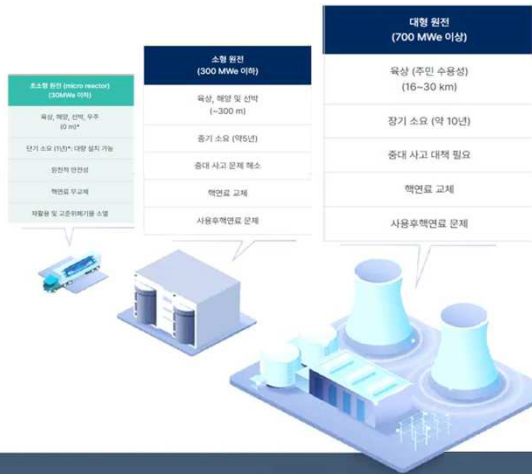 초소형 원전 (micro reactor)
(30MWe 이하)
육상, 해양, 선박, 우주
(0 m)*
단기 소요 (1년)*: 대량 설치 가능
원천적 안전성
핵연료 무교체
재활용 및 고준위폐기물 소멸
소형 원전
(300 MWe 이하)
육상, 해양 및 선박
(~300 m)
중기 소요 (약5년)
중대 사고 문제 해소
핵연료 교체
사용후핵연료 문제
대형 원전
(700 MWe 이상)
육상 (주민 수용성)
(16~30 km)
장기 소요 (약 10년)
중대 사고 대책 필요
핵연료 교체
사용후핵연료 문제